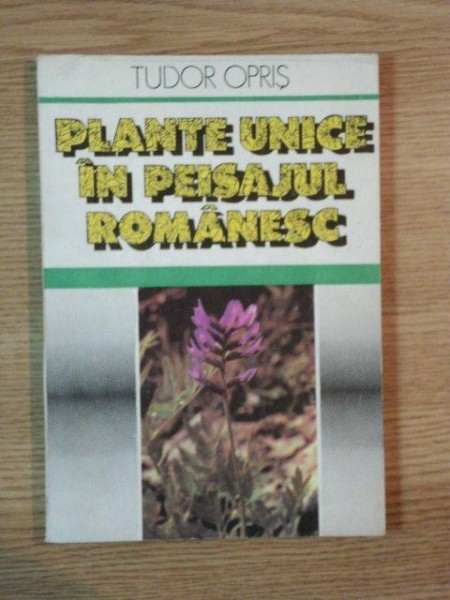 TUDOR OPRIȘ
PLANTE UNICE
ÎN PEISAJUL
ROMÂNESC